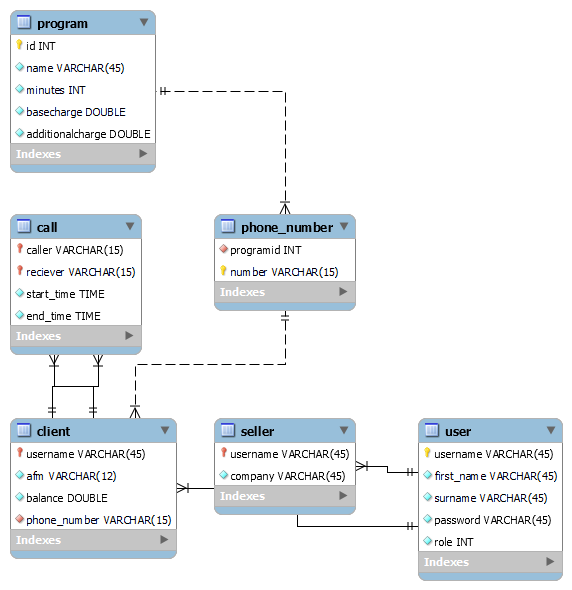 program
id INT
name VARCHAR(45)
minutes INT
basecharge DOUBLE
additionalcharge DOUBLE
Indexes
call
caller VARCHAR(15)
reciever VARCHAR(15)
start_time TIME
end_time TIME
Indexes
phone_number
programid INT
number VARCHAR(15)
Indexes
client
username VARCHAR(45)
afm VARCHAR(12)
balance DOUBLE
phone_number VARCHAR(15)
Indexes
seller
username VARCHAR(45)
company VARCHAR(45)
Indexes
user
username VARCHAR(45)
first_name VARCHAR(45)
surname VARCHAR(45)
password VARCHAR(45)
role INT
Indexes